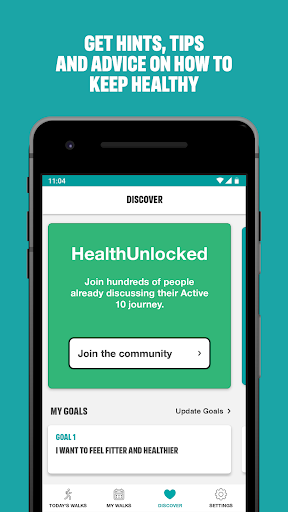 GET HINTS, TIPS
AND ADVICE ON HOW TO
KEEP HEALTHY
11:04
DISCOVER
HealthUnlocked
Join hundreds of people
already discussing their Active
10 journey.
Join the community
MY GOALS
Update Goals
GOAL 1
I WANT TO FEEL FITTER AND HEALTHIER
TODAY'S WALKS
MY WALKS
DISCOVER
SETTINGS